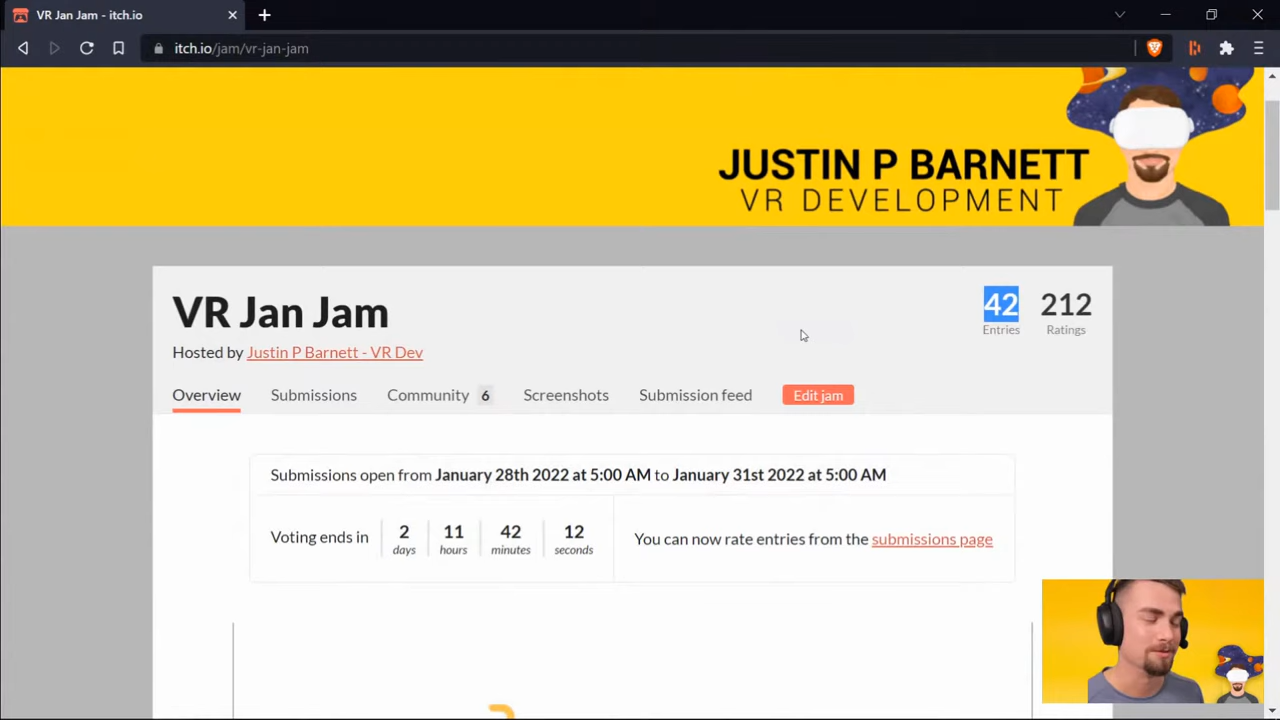 VR Jan Jam - itch.io
itch.io/jam/vr-jan-jam
JUSTIN P BARNETT
VR DEVELOPMENT
VR Jan Jam
42 212
Entries Ratings
Hosted by Justin P Barnett - VR Dev
Overview Submissions Community 6 Screenshots Submission feed Edit jam
Submissions open from January 28th 2022 at 5:00 AM to January 31st 2022 at 5:00 AM
Voting ends in 2 11 42 12
days hours minutes seconds
You can now rate entries from the submissions page